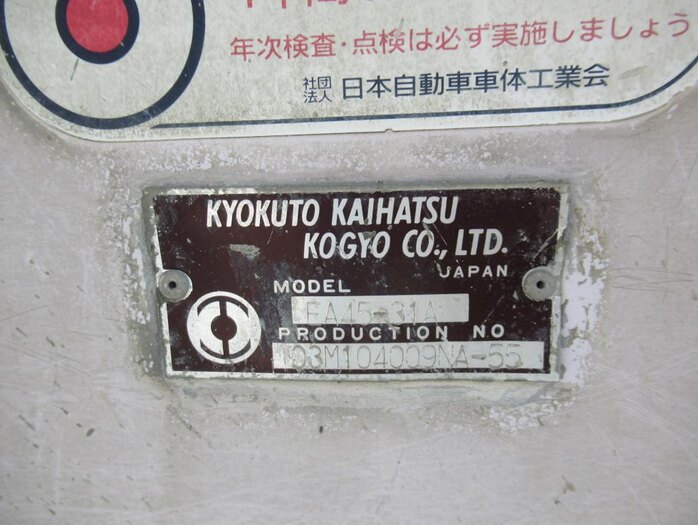 年次検査・点検は必ず実施しましょう
社団法人 日本自動車車体工業会
KYOKUTO KAIHATSU
KOGYO CO., LTD.
JAPAN
MODEL
EA45-31A
PRODUCTION NO
03M104009NA-55